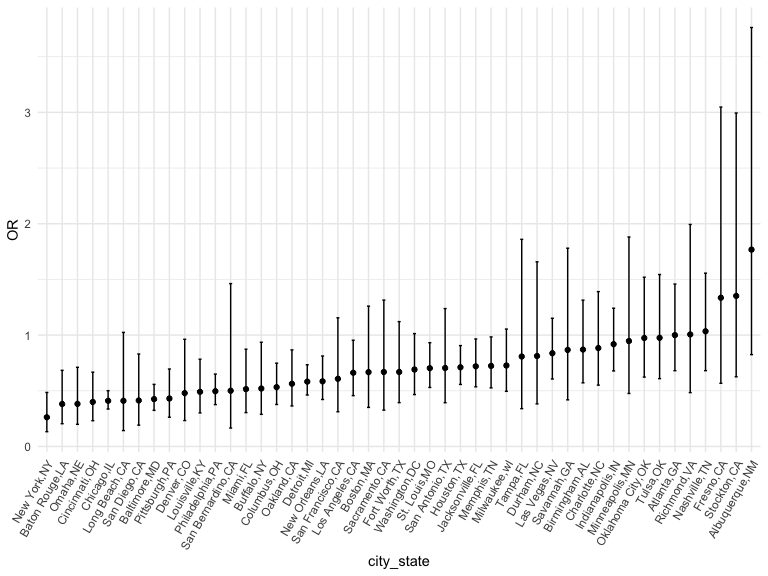 3
2
1
0
OR
New York,NY
Baton Rouge,LA
Omaha,NE
Cincinnati,OH
Chicago,IL
Long Beach,CA
San Diego,CA
Baltimore,MD
Pittsburgh,PA
Denver,CO
Louisville,KY
Philadelphia,PA
San Bernardino,CA
Miami,FL
Buffalo,NY
Columbus,OH
Oakland,CA
Detroit,MI
New Orleans,LA
San Francisco,CA
Los Angeles,CA
Boston,MA
Sacramento,CA
Fort Worth,TX
Washington,DC
St. Louis,MO
San Antonio,TX
Houston,TX
Jacksonville,FL
Memphis,TN
Milwaukee,wI
Tampa,FL
Durham,NC
Las Vegas,NV
Savannah,GA
Birmingham,AL
Charlotte,NC
Indianapolis,IN
Minneapolis,MN
Oklahoma City,OK
Tulsa,OK
Atlanta,GA
Richmond,VA
Nashville,TN
Fresno,CA
Stockton,CA
Albuquerque,NM
city_state